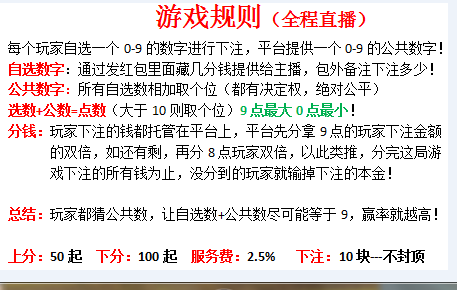 游戏规则（全程直播）
每个玩家自选一个 0-9 的数字进行下注，平台提供一个 0-9 的公共数字！
自选数字：通过发红包里面藏几分钱提供给主播，包外备注下注多少！
公共数字：所有自选数相加取个位（都有决定权，绝对公平）
选数+公数=点数（大于 10 则取个位）9 点最大 0 点最小！
分钱：玩家下注的钱都托管在平台上，平台先分拿 9 点的玩家下注金额
的双倍，如还有剩，再分 8 点玩家双倍，以此类推，分完这局游
戏下注的所有钱为止，没分到的玩家就输掉下注的本金！
总结：玩家都猜公共数，让自选数+公共数尽可能等于 9，赢率就越高！
上分：50 起 下分：100 起 服务费：2.5% 下注：10 块---不封顶